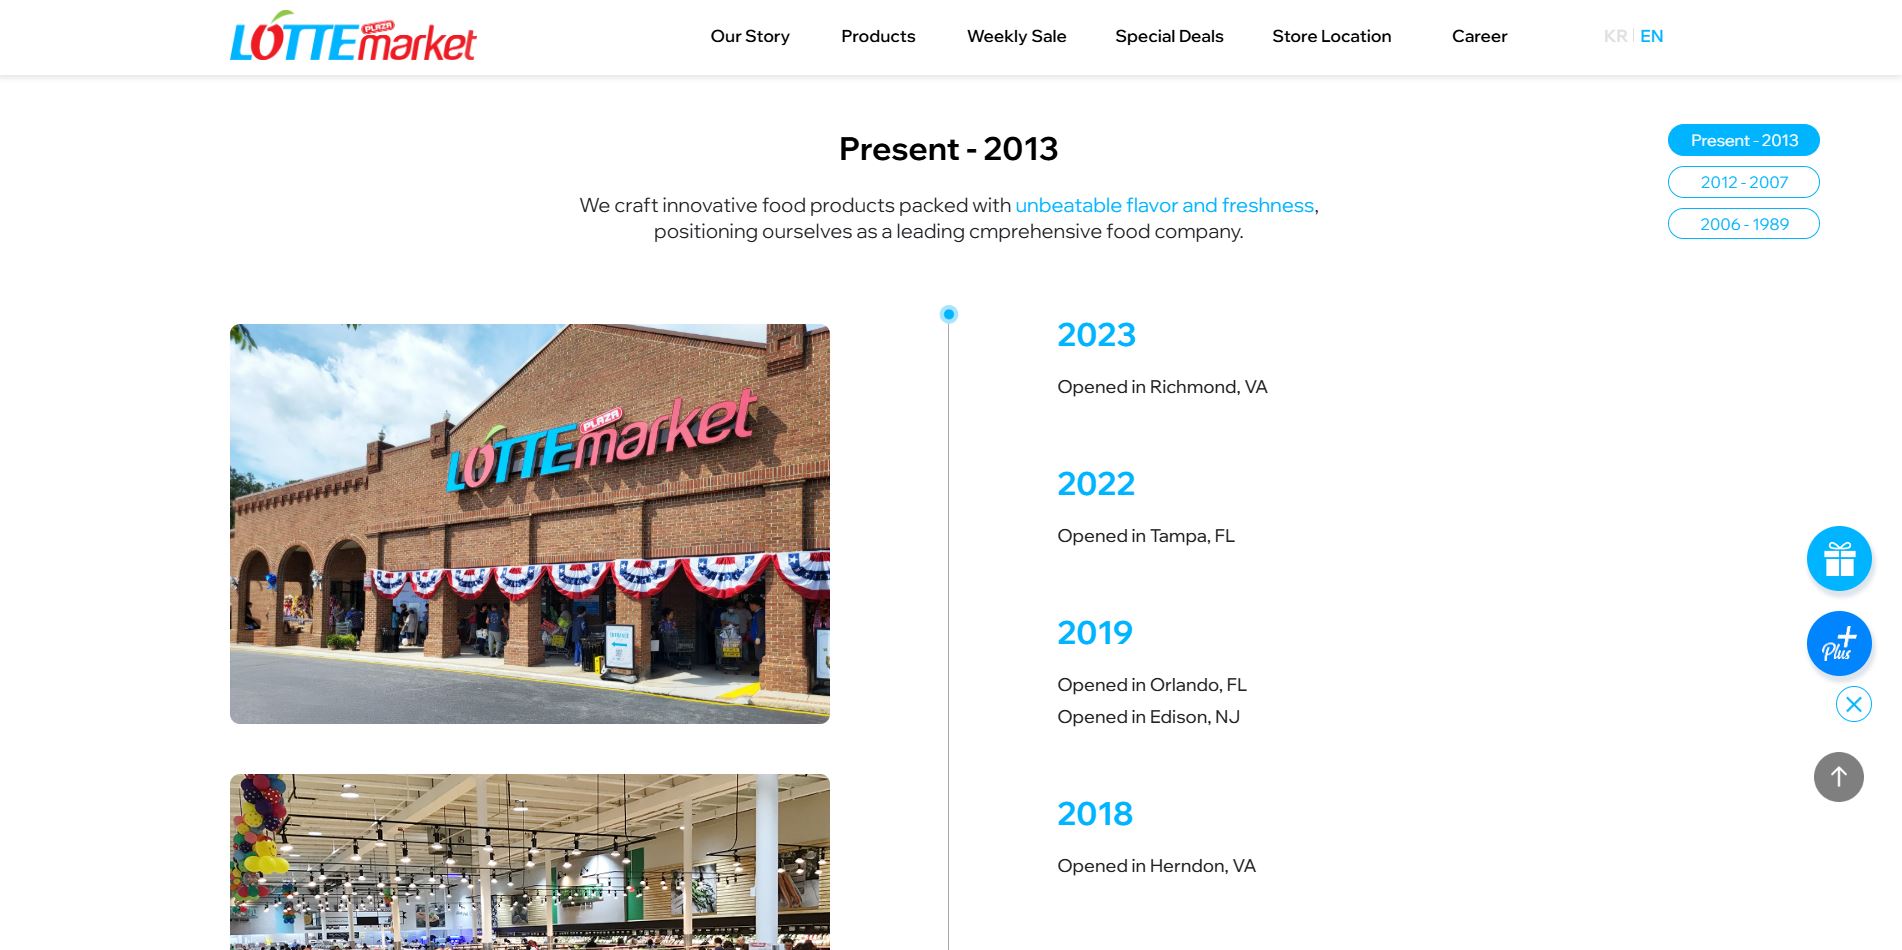 LOTTE PLAZA market
Our Story
Products
Weekly Sale
Special Deals
Store Location
Career
KR
EN
Present - 2013
We craft innovative food products packed with unbeatable flavor and freshness,
positioning ourselves as a leading cmprehensive food company.
Present - 2013
2012 - 2007
2006 - 1989
LOTTE PLAZA market
ENTRANCE
2023
Opened in Richmond, VA
2022
Opened in Tampa, FL
2019
Opened in Orlando, FL
Opened in Edison, NJ
2018
Opened in Herndon, VA
Plus